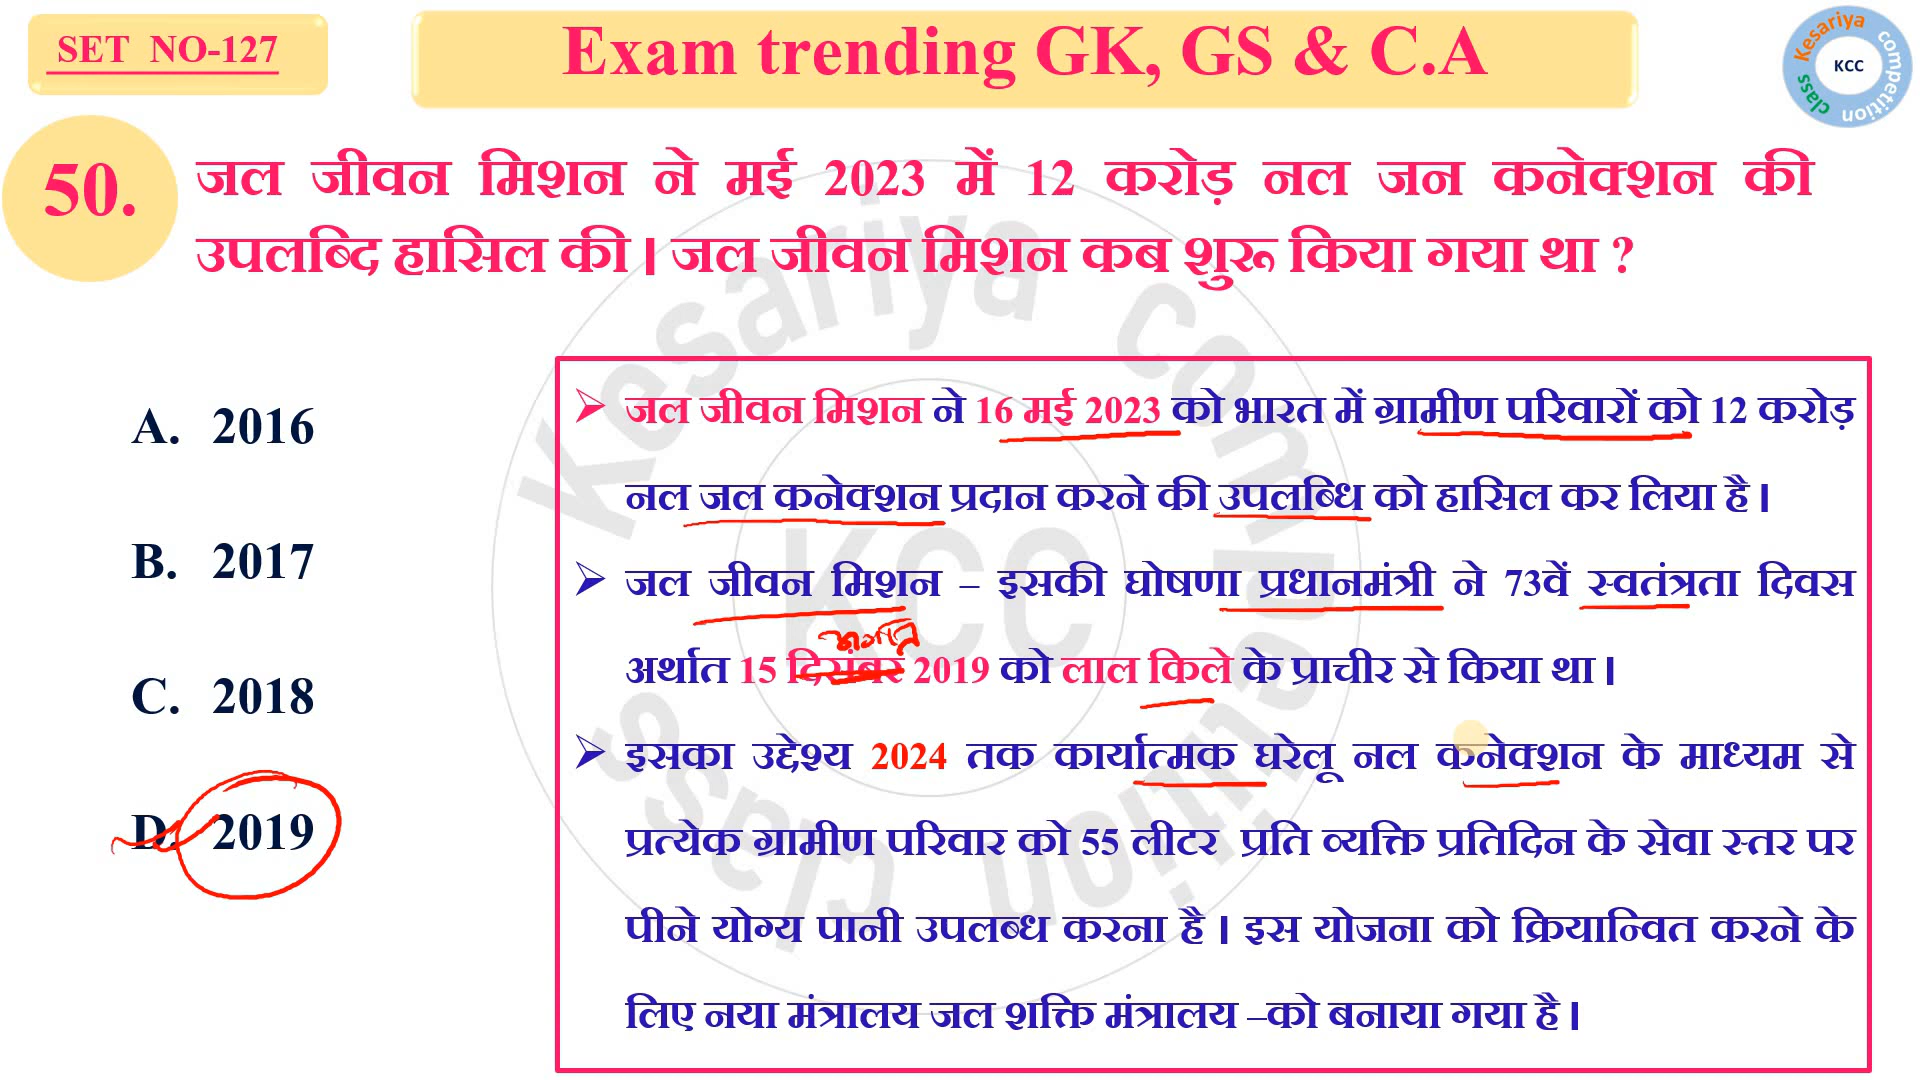 SET NO-127
Exam trending GK, GS & C.A
Kesariya competition class
KCC
50.
जल जीवन मिशन ने मई 2023 में 12 करोड़ नल जन कनेक्शन की
उपलब्दि हासिल की । जल जीवन मिशन कब शुरू किया गया था ?
A. 2016
B. 2017
C. 2018
D. 2019
➢ जल जीवन मिशन ने 16 मई 2023 को भारत में ग्रामीण परिवारों को 12 करोड़
नल जल कनेक्शन प्रदान करने की उपलब्धि को हासिल कर लिया है ।
➢ जल जीवन मिशन – इसकी घोषणा प्रधानमंत्री ने 73वें स्वतंत्रता दिवस
अगस्त
अर्थात 15 दिसंबर 2019 को लाल किले के प्राचीर से किया था ।
➢ इसका उद्देश्य 2024 तक कार्यात्मक घरेलू नल कनेक्शन के माध्यम से
प्रत्येक ग्रामीण परिवार को 55 लीटर प्रति व्यक्ति प्रतिदिन के सेवा स्तर पर
पीने योग्य पानी उपलब्ध करना है । इस योजना को क्रियान्वित करने के
लिए नया मंत्रालय जल शक्ति मंत्रालय –को बनाया गया है ।
Kesariya competition class
KCC